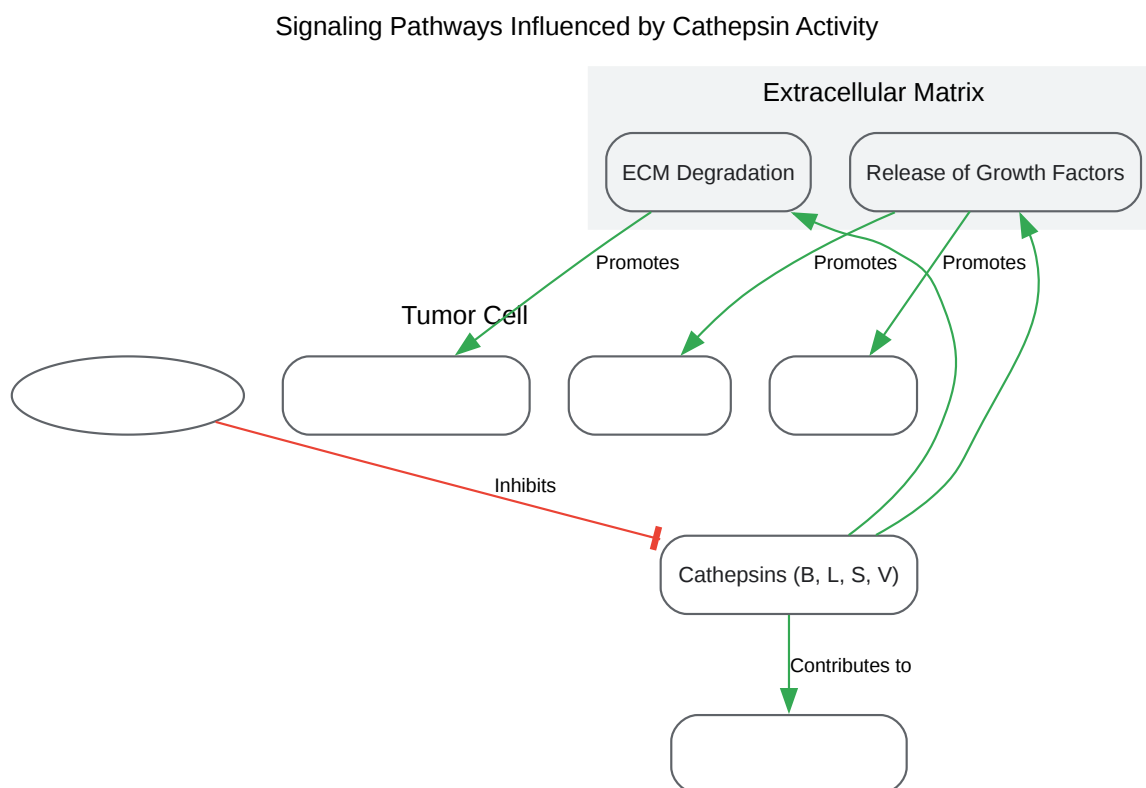 Signaling Pathways Influenced by Cathepsin Activity
Extracellular Matrix
ECM Degradation
Release of Growth Factors
Promotes
Promotes
Promotes
Tumor Cell
Inhibits
Cathepsins (B, L, S, V)
Contributes to